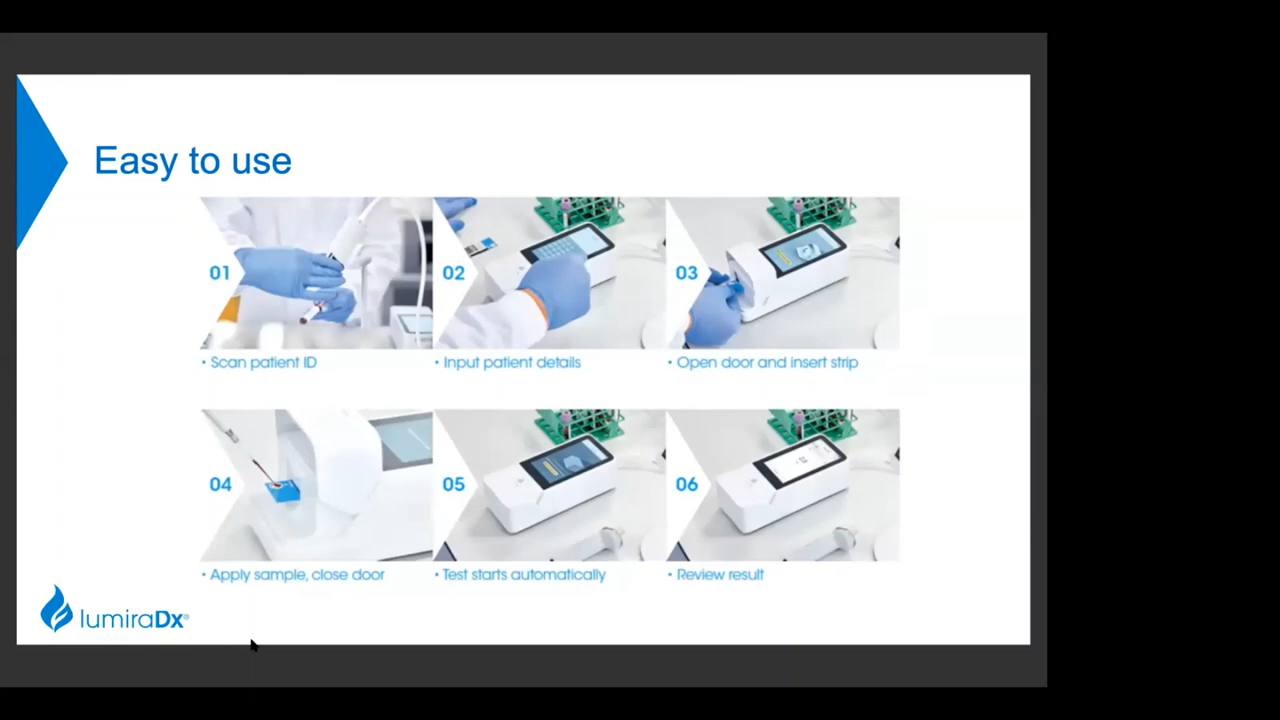 Easy to use
01
02
03
• Scan patient ID
• Input patient details
• Open door and insert strip
04
05
06
• Apply sample, close door
• Test starts automatically
• Review result
lumiraDx®